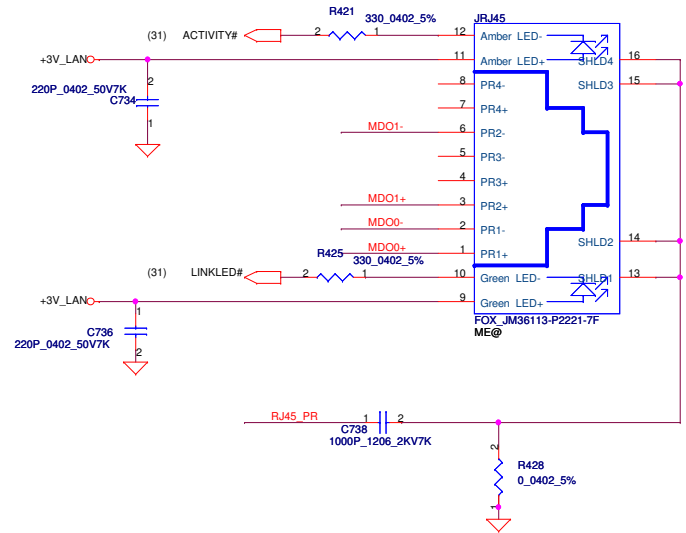 R421
330_0402_5%
JRJ45
(31) ACTIVITY# 2 1 12 Amber LED-
+3V_LAN 11 Amber LED+ SHLD4 16
8 PR4- SHLD3 15
2
220P_0402_50V7K
C734
1
7 PR4+
MDO1- 6 PR2-
5 PR3-
4 PR3+
MDO1+ 3 PR2+
MDO0- 2 PR1-
SHLD2 14
MDO0+ 1 PR1+
R425
330_0402_5%
(31) LINKLED# 2 1 10 Green LED- SHLD1 13
+3V_LAN 9 Green LED+
1
C736
220P_0402_50V7K
2
FOX_JM36113-P2221-7F
ME@
RJ45_PR 1 2
C738
1000P_1206_2KV7K
2
R428
0_0402_5%
1